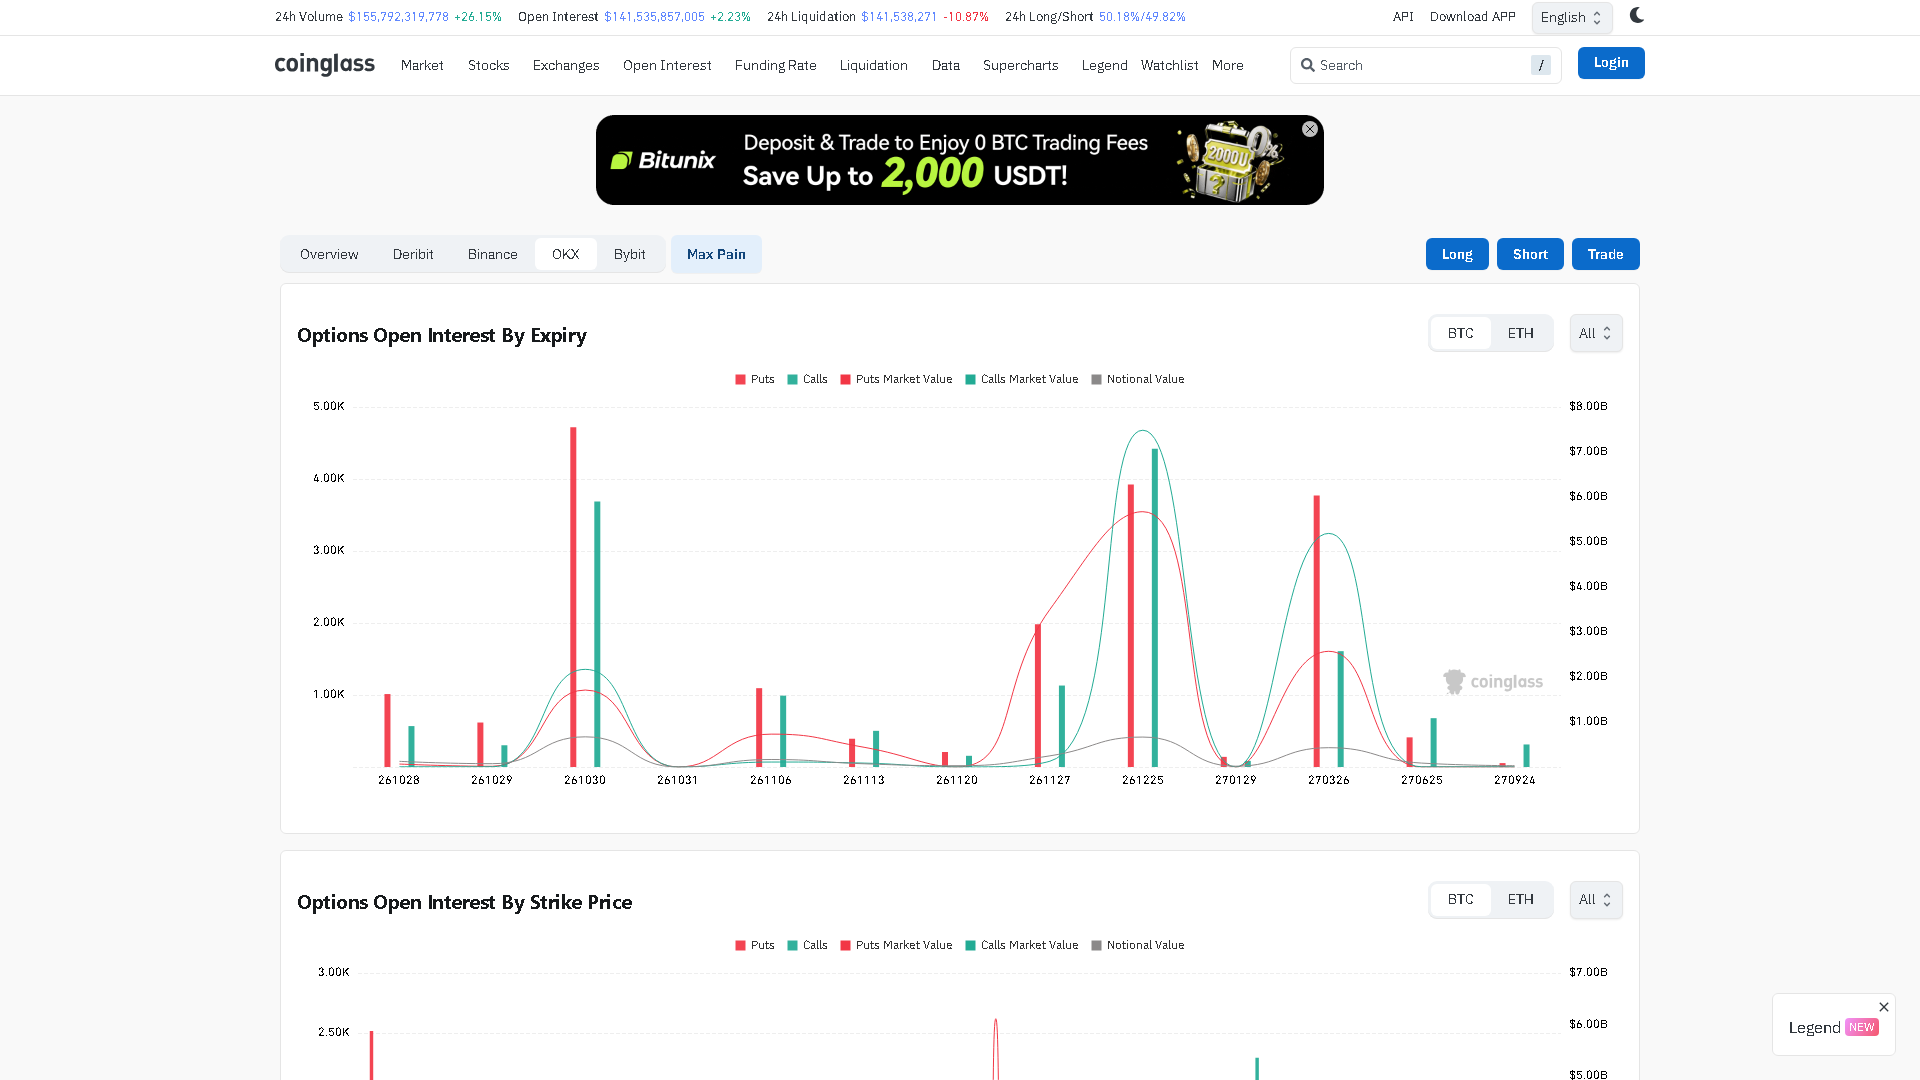 24h Volume $155,792,319,778 +26.15% Open Interest $141,535,857,005 +2.23% 24h Liquidation $141,538,271 -10.87% 24h Long/Short 50.18%/49.82% API Download APP English
coinglass Market Stocks Exchanges Open Interest Funding Rate Liquidation Data Supercharts Legend Watchlist More Search / Login
Bitunix
Deposit & Trade to Enjoy 0 BTC Trading Fees
Save Up to 2,000 USDT!
2000U
0%
?
Overview Deribit Binance OKX Bybit Max Pain Long Short Trade
Options Open Interest By Expiry BTC ETH All
Puts Calls Puts Market Value Calls Market Value Notional Value
5.00K
4.00K
3.00K
2.00K
1.00K
$8.00B
$7.00B
$6.00B
$5.00B
$4.00B
$3.00B
$2.00B
$1.00B
coinglass
261028 261029 261030 261031 261106 261113 261120 261127 261225 270129 270326 270625 270924
Options Open Interest By Strike Price BTC ETH All
Puts Calls Puts Market Value Calls Market Value Notional Value
3.00K
2.50K
$7.00B
$6.00B
$5.00B
Legend NEW